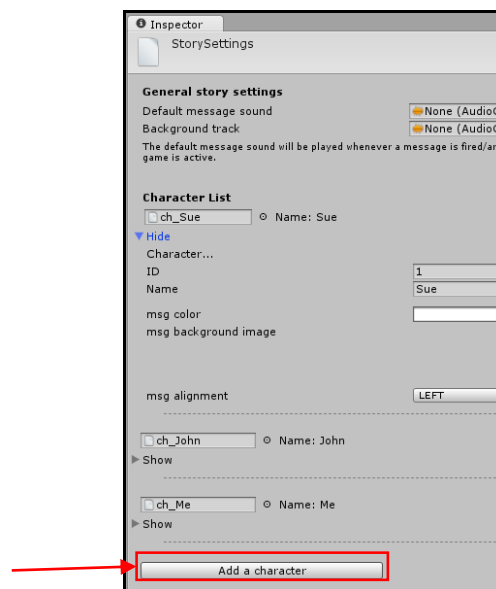 Inspector
StorySettings
General story settings
Default message sound
None (Audio
Background track
None (Audio
The default message sound will be played whenever a message is fired/ar
game is active.
Character List
ch_Sue Name: Sue
Hide
Character...
ID 1
Name Sue
msg color
msg background image
msg alignment LEFT
ch_John Name: John
Show
ch_Me Name: Me
Show
Add a character